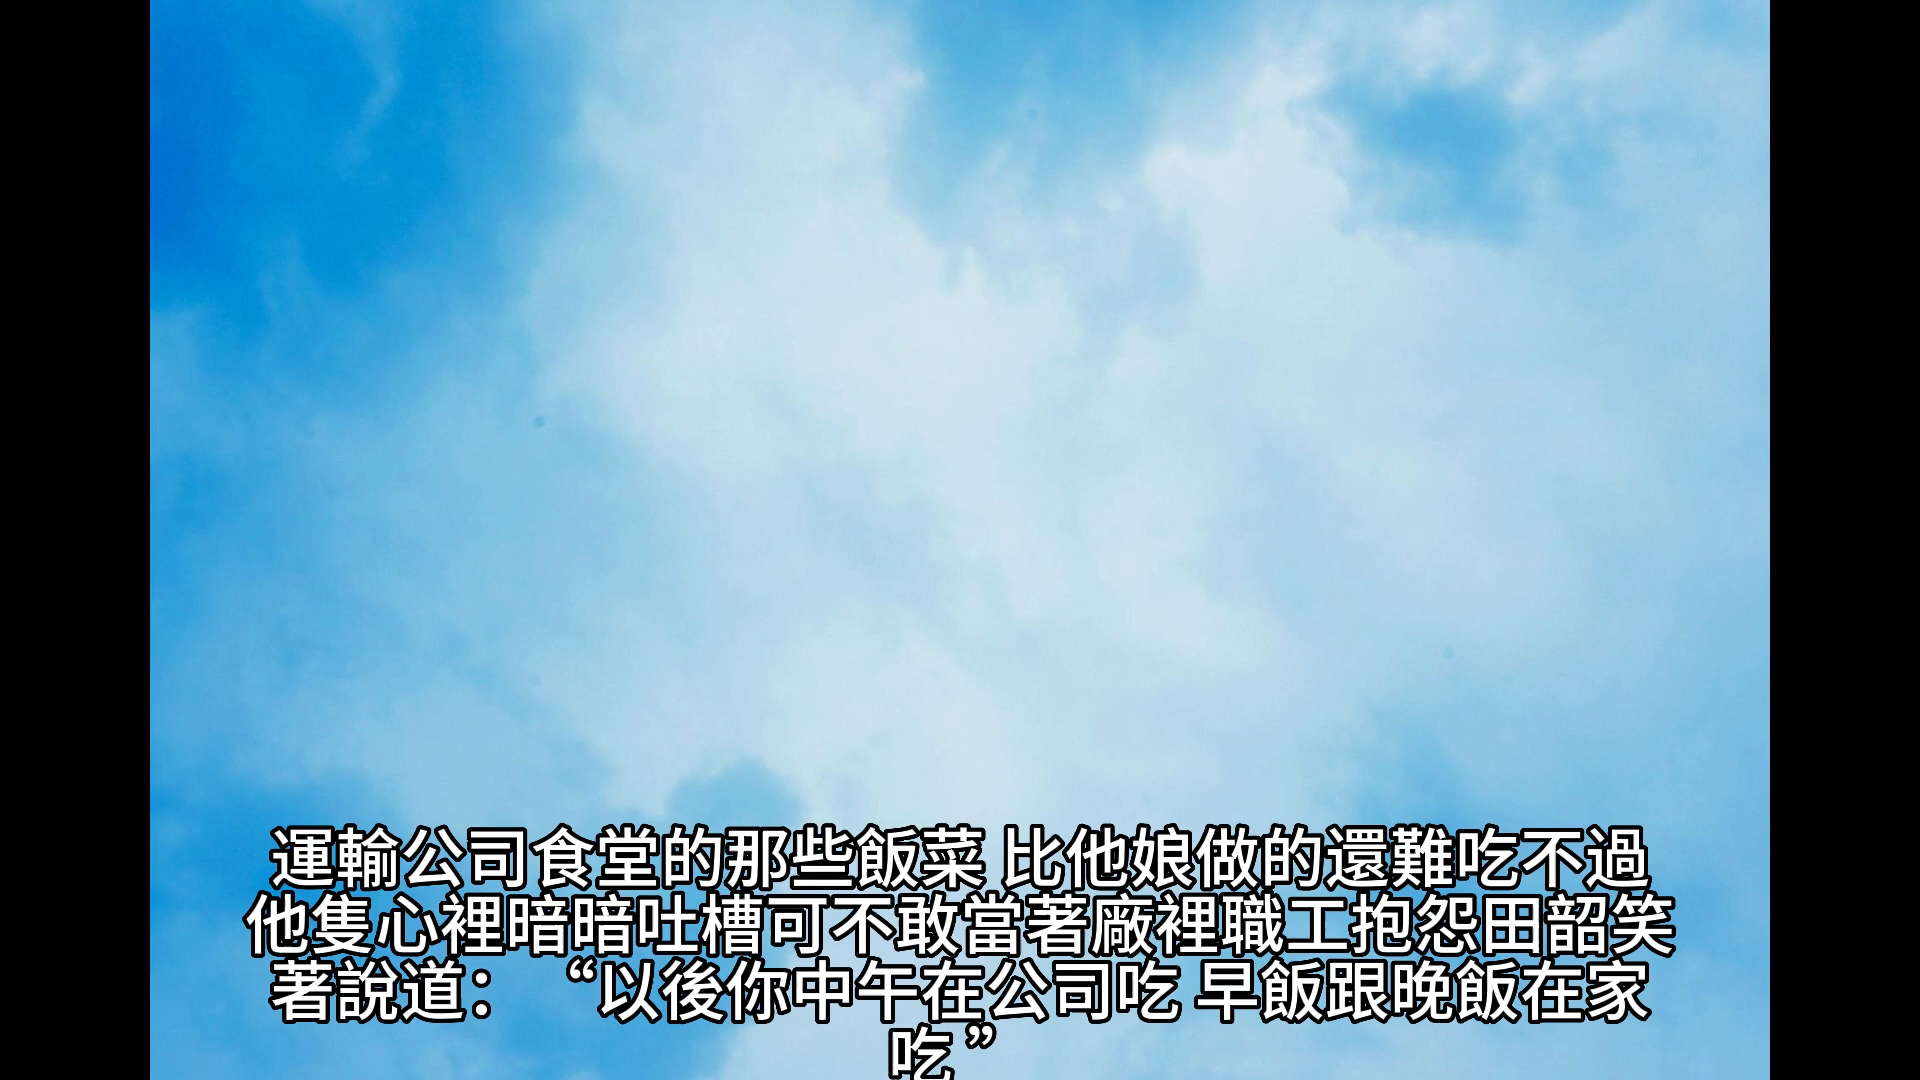 運輸公司食堂的那些飯菜 比他娘做的還難吃不過
他隻心裡暗暗吐槽可不敢當著廠裡職工抱怨田韶笑
著說道：“以後你中午在公司吃 早飯跟晚飯在家
吃”